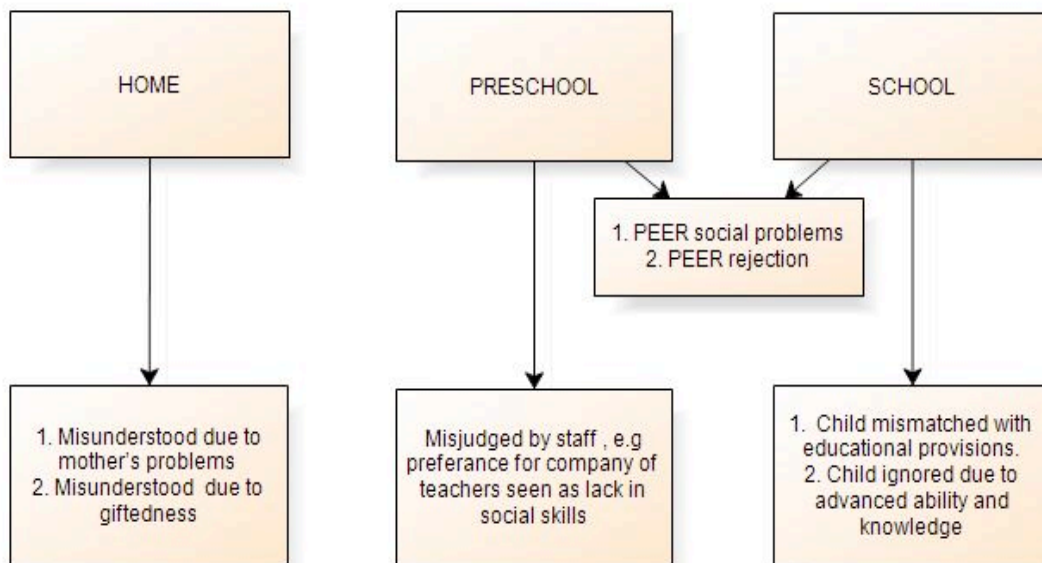 HOME
PRESCHOOL
SCHOOL
1. PEER social problems
2. PEER rejection
1. Misunderstood due to
mother's problems
2. Misunderstood due to
giftedness
Misjudged by staff , e.g
preferance for company of
teachers seen as lack in
social skills
1. Child mismatched with
educational provisions.
2. Child ignored due to
advanced ability and
knowledge